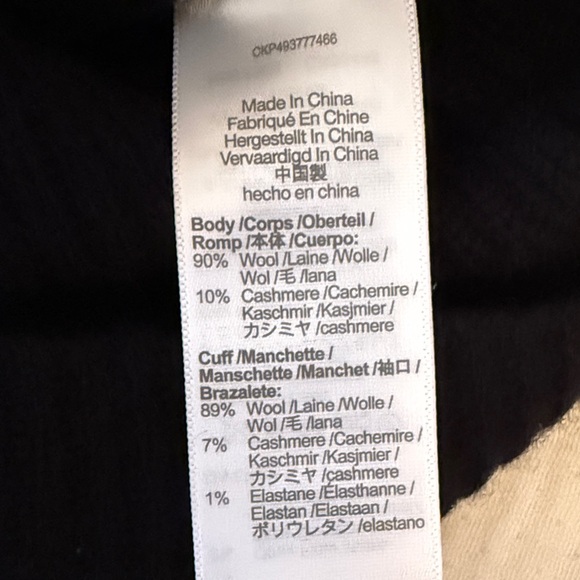 CKP493777466
Made In China
Fabriqué En Chine
Hergestellt In China
Vervaardigd In China
中国製
hecho en china
Body /Corps /Oberteil /
Romp /本体 /Cuerpo:
90% Wool /Laine /Wolle /
Wol /毛 /lana
10% Cashmere /Cachemire /
Kaschmir /Kasjmier /
カシミヤ /cashmere
Cuff /Manchette /
Manschette /Manchet /袖口 /
Brazalete:
89% Wool /Laine /Wolle /
Wol /毛 /lana
7% Cashmere /Cachemire /
Kaschmir /Kasjmier /
カシミヤ /cashmere
1% Elastane /Élasthanne /
Elastan /Elastaan /
ポリウレタン /elastano